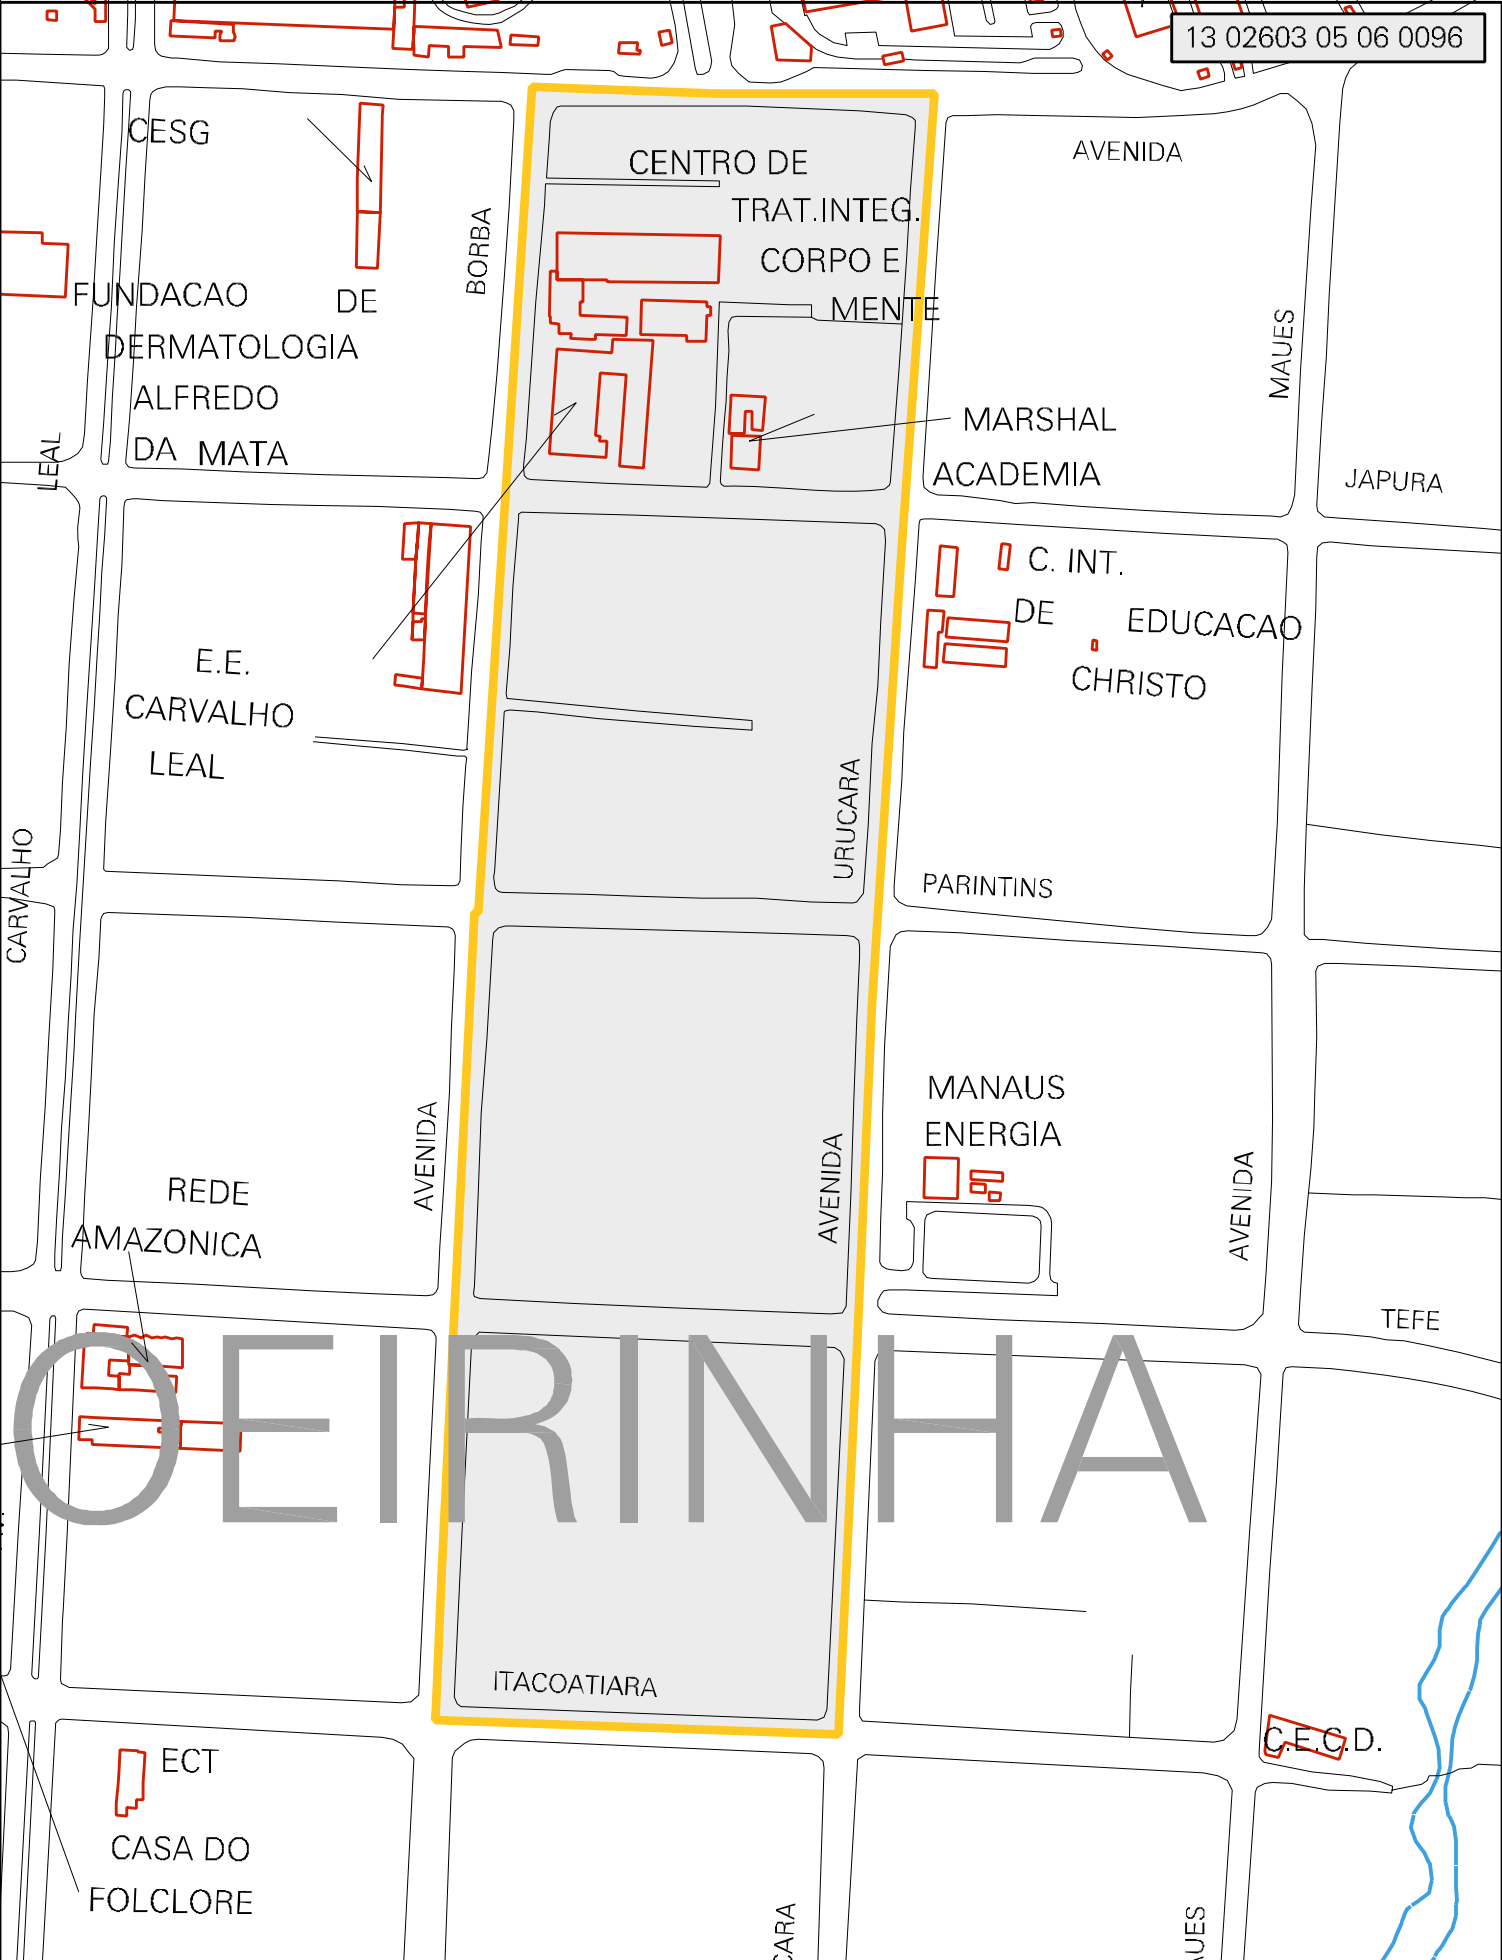 13 02603 05 06 0096
CESG
CENTRO DE
TRAT.INTEG.
CORPO E
MENTE
AVENIDA
BORBA
FUNDACAO DE
DERMATOLOGIA
ALFREDO
DA MATA
MAUES
LEAL
MARSHAL
ACADEMIA
JAPURA
C. INT.
DE EDUCACAO
CHRISTO
E.E.
CARVALHO
LEAL
URUCARA
CARVALHO
PARINTINS
MANAUS
ENERGIA
AVENIDA
AVENIDA
AVENIDA
REDE
AMAZONICA
TEFE
OEIRINHA
ITACOATIARA
C.E.C.D.
ECT
CASA DO
FOLCLORE
CARA
UES